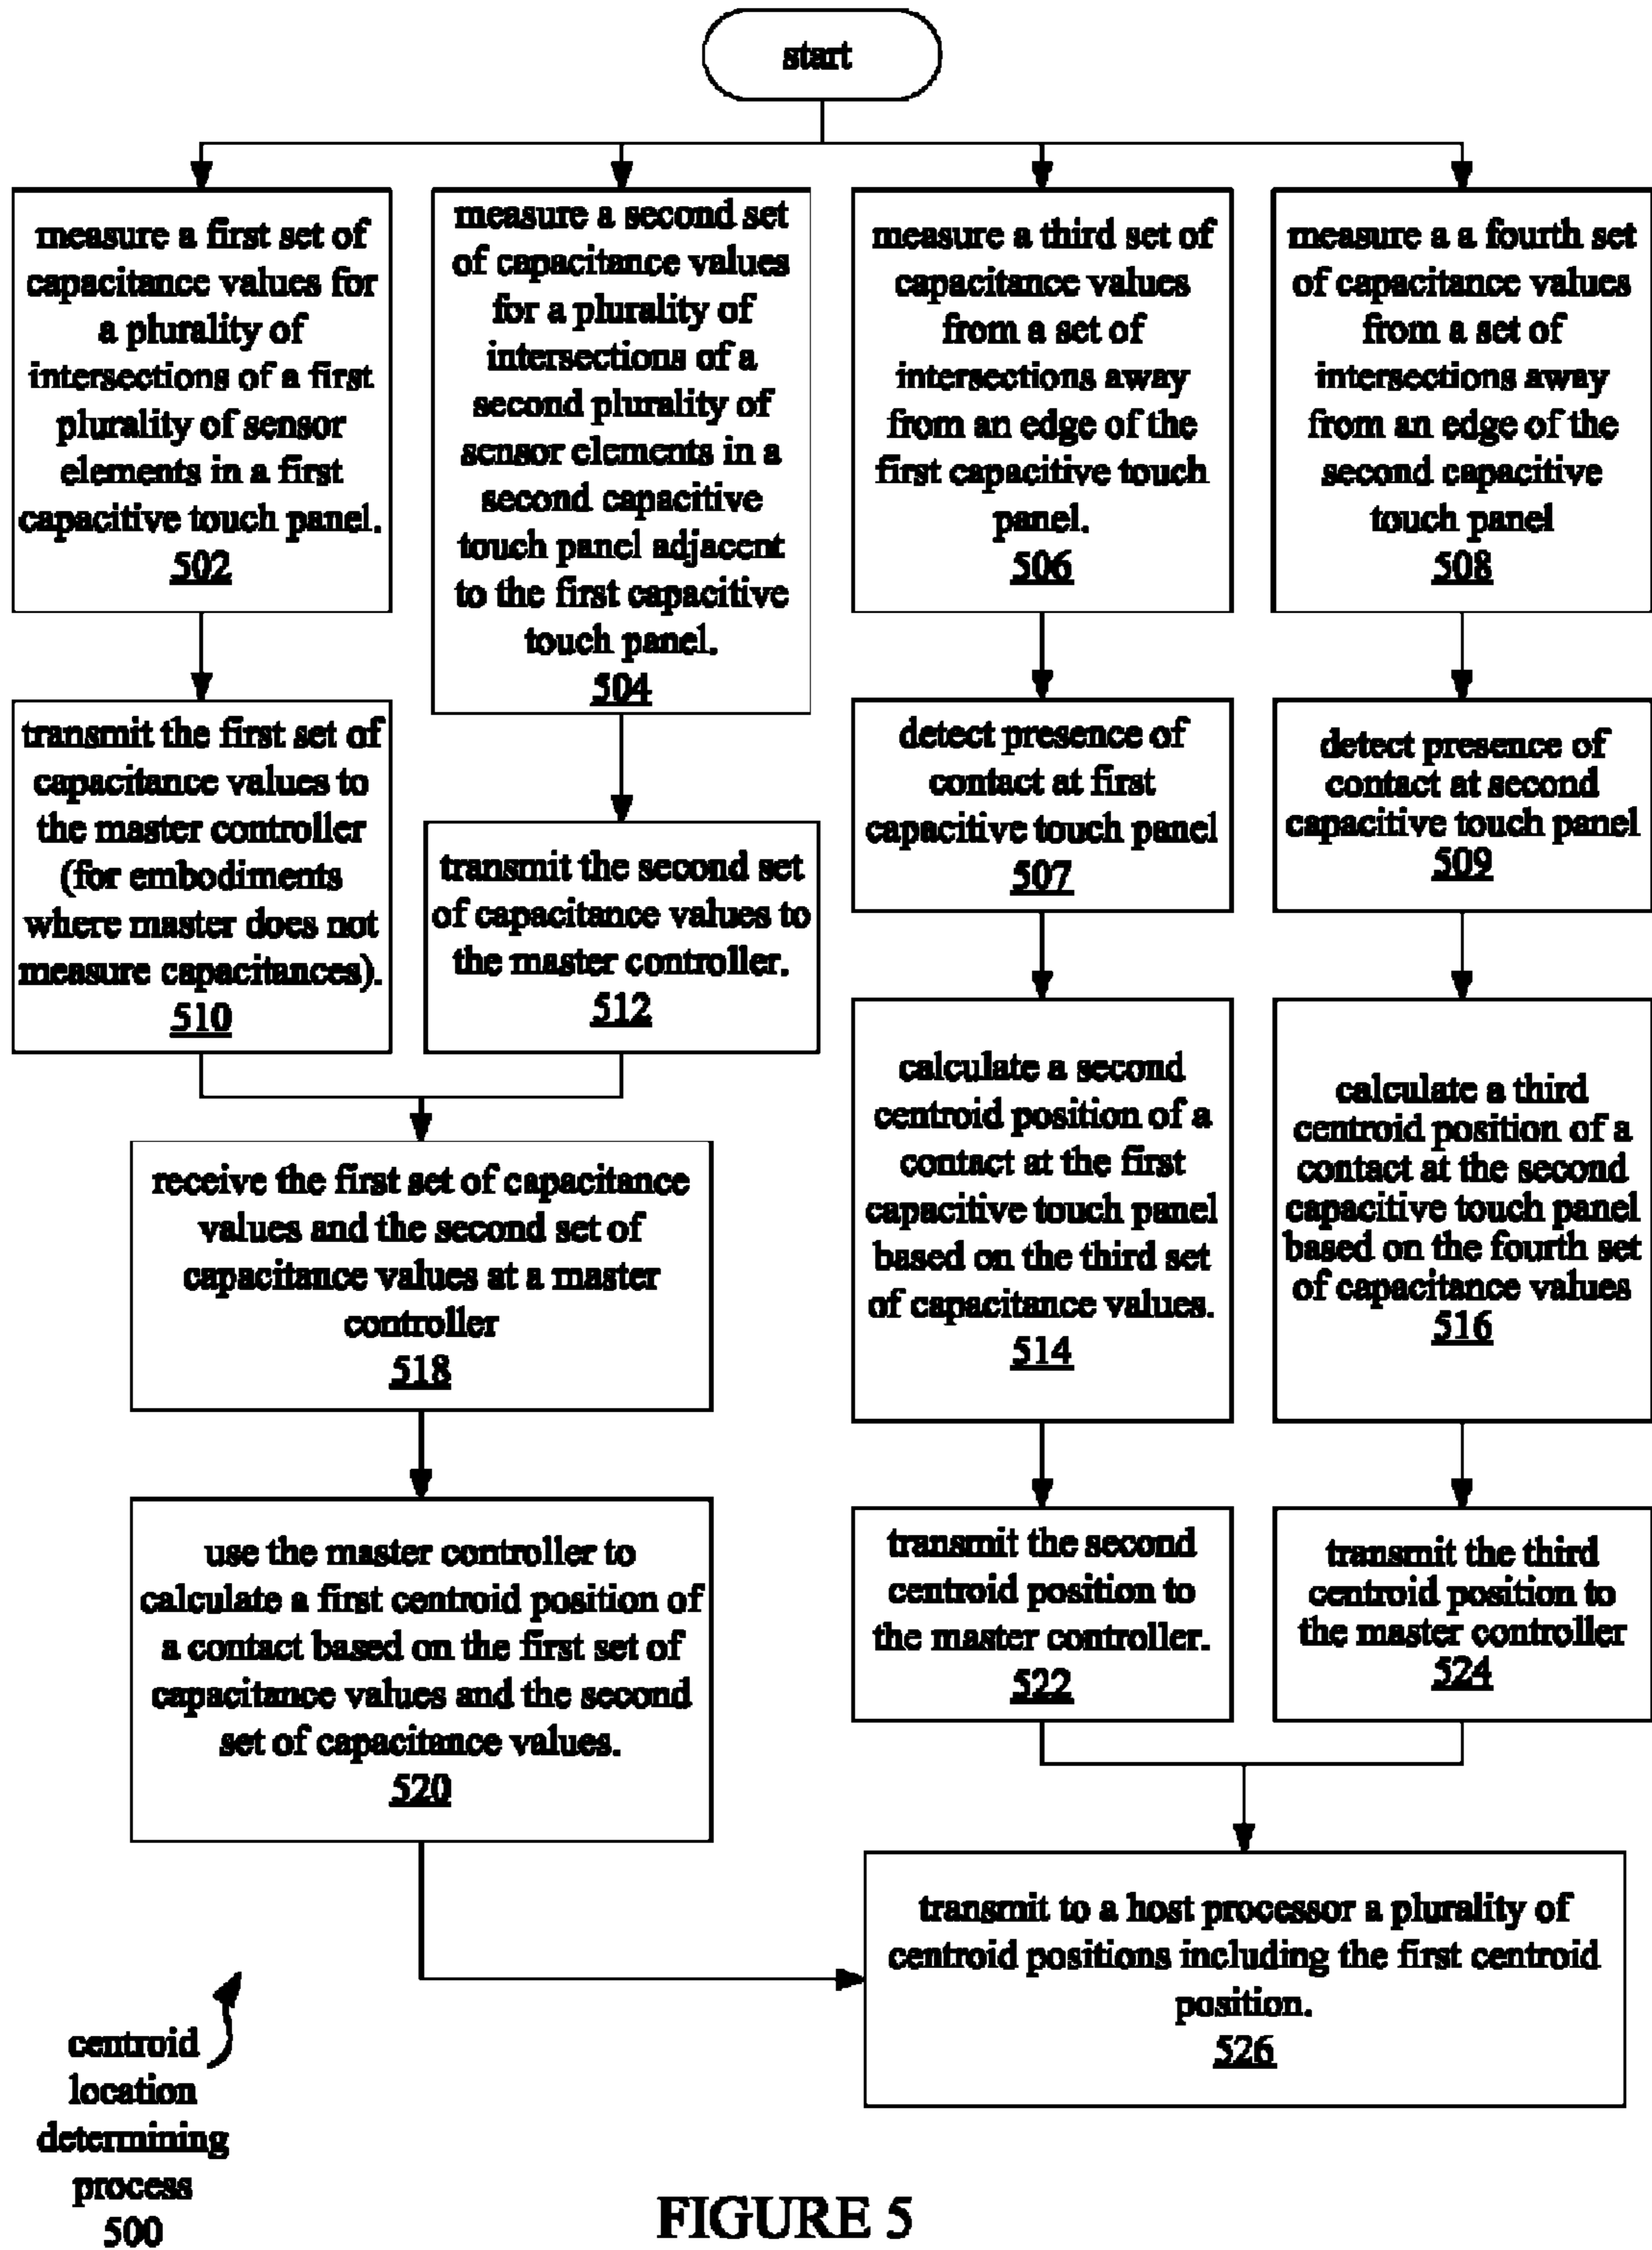 start
measure a first set of
capacitance values for
a plurality of
intersections of a first
plurality of sensor
elements in a first
capacitive touch panel.
502
measure a second set
of capacitance values
for a plurality of
intersections of a
second plurality of
sensor elements in a
second capacitive
touch panel adjacent
to the first capacitive
touch panel.
504
measure a third set of
capacitance values
from a set of
intersections away
from an edge of the
first capacitive touch
panel.
506
measure a a fourth set
of capacitance values
from a set of
intersections away
from an edge of the
second capacitive
touch panel
508
transmit the first set of
capacitance values to
the master controller
(for embodiments
where master does not
measure capacitances).
510
transmit the second set
of capacitance values to
the master controller.
512
detect presence of
contact at first
capacitive touch panel
507
detect presence of
contact at second
capacitive touch panel
509
calculate a second
centroid position of a
contact at the first
capacitive touch panel
based on the third set
of capacitance values.
514
calculate a third
centroid position of a
contact at the second
capacitive touch panel
based on the fourth set
of capacitance values
516
receive the first set of capacitance
values and the second set of
capacitance values at a master
controller
518
use the master controller to
calculate a first centroid position of
a contact based on the first set of
capacitance values and the second
set of capacitance values.
520
transmit the second
centroid position to
the master controller.
522
transmit the third
centroid position to
the master controller
524
transmit to a host processor a plurality of
centroid positions including the first centroid
position.
526
centroid
location
determining
process
500
FIGURE 5